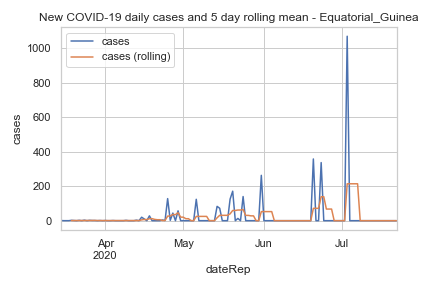 New COVID-19 daily cases and 5 day rolling mean - Equatorial_Guinea
cases
cases (rolling)
1000
800
600
400
200
0
cases
Apr
2020
May
Jun
Jul
dateRep